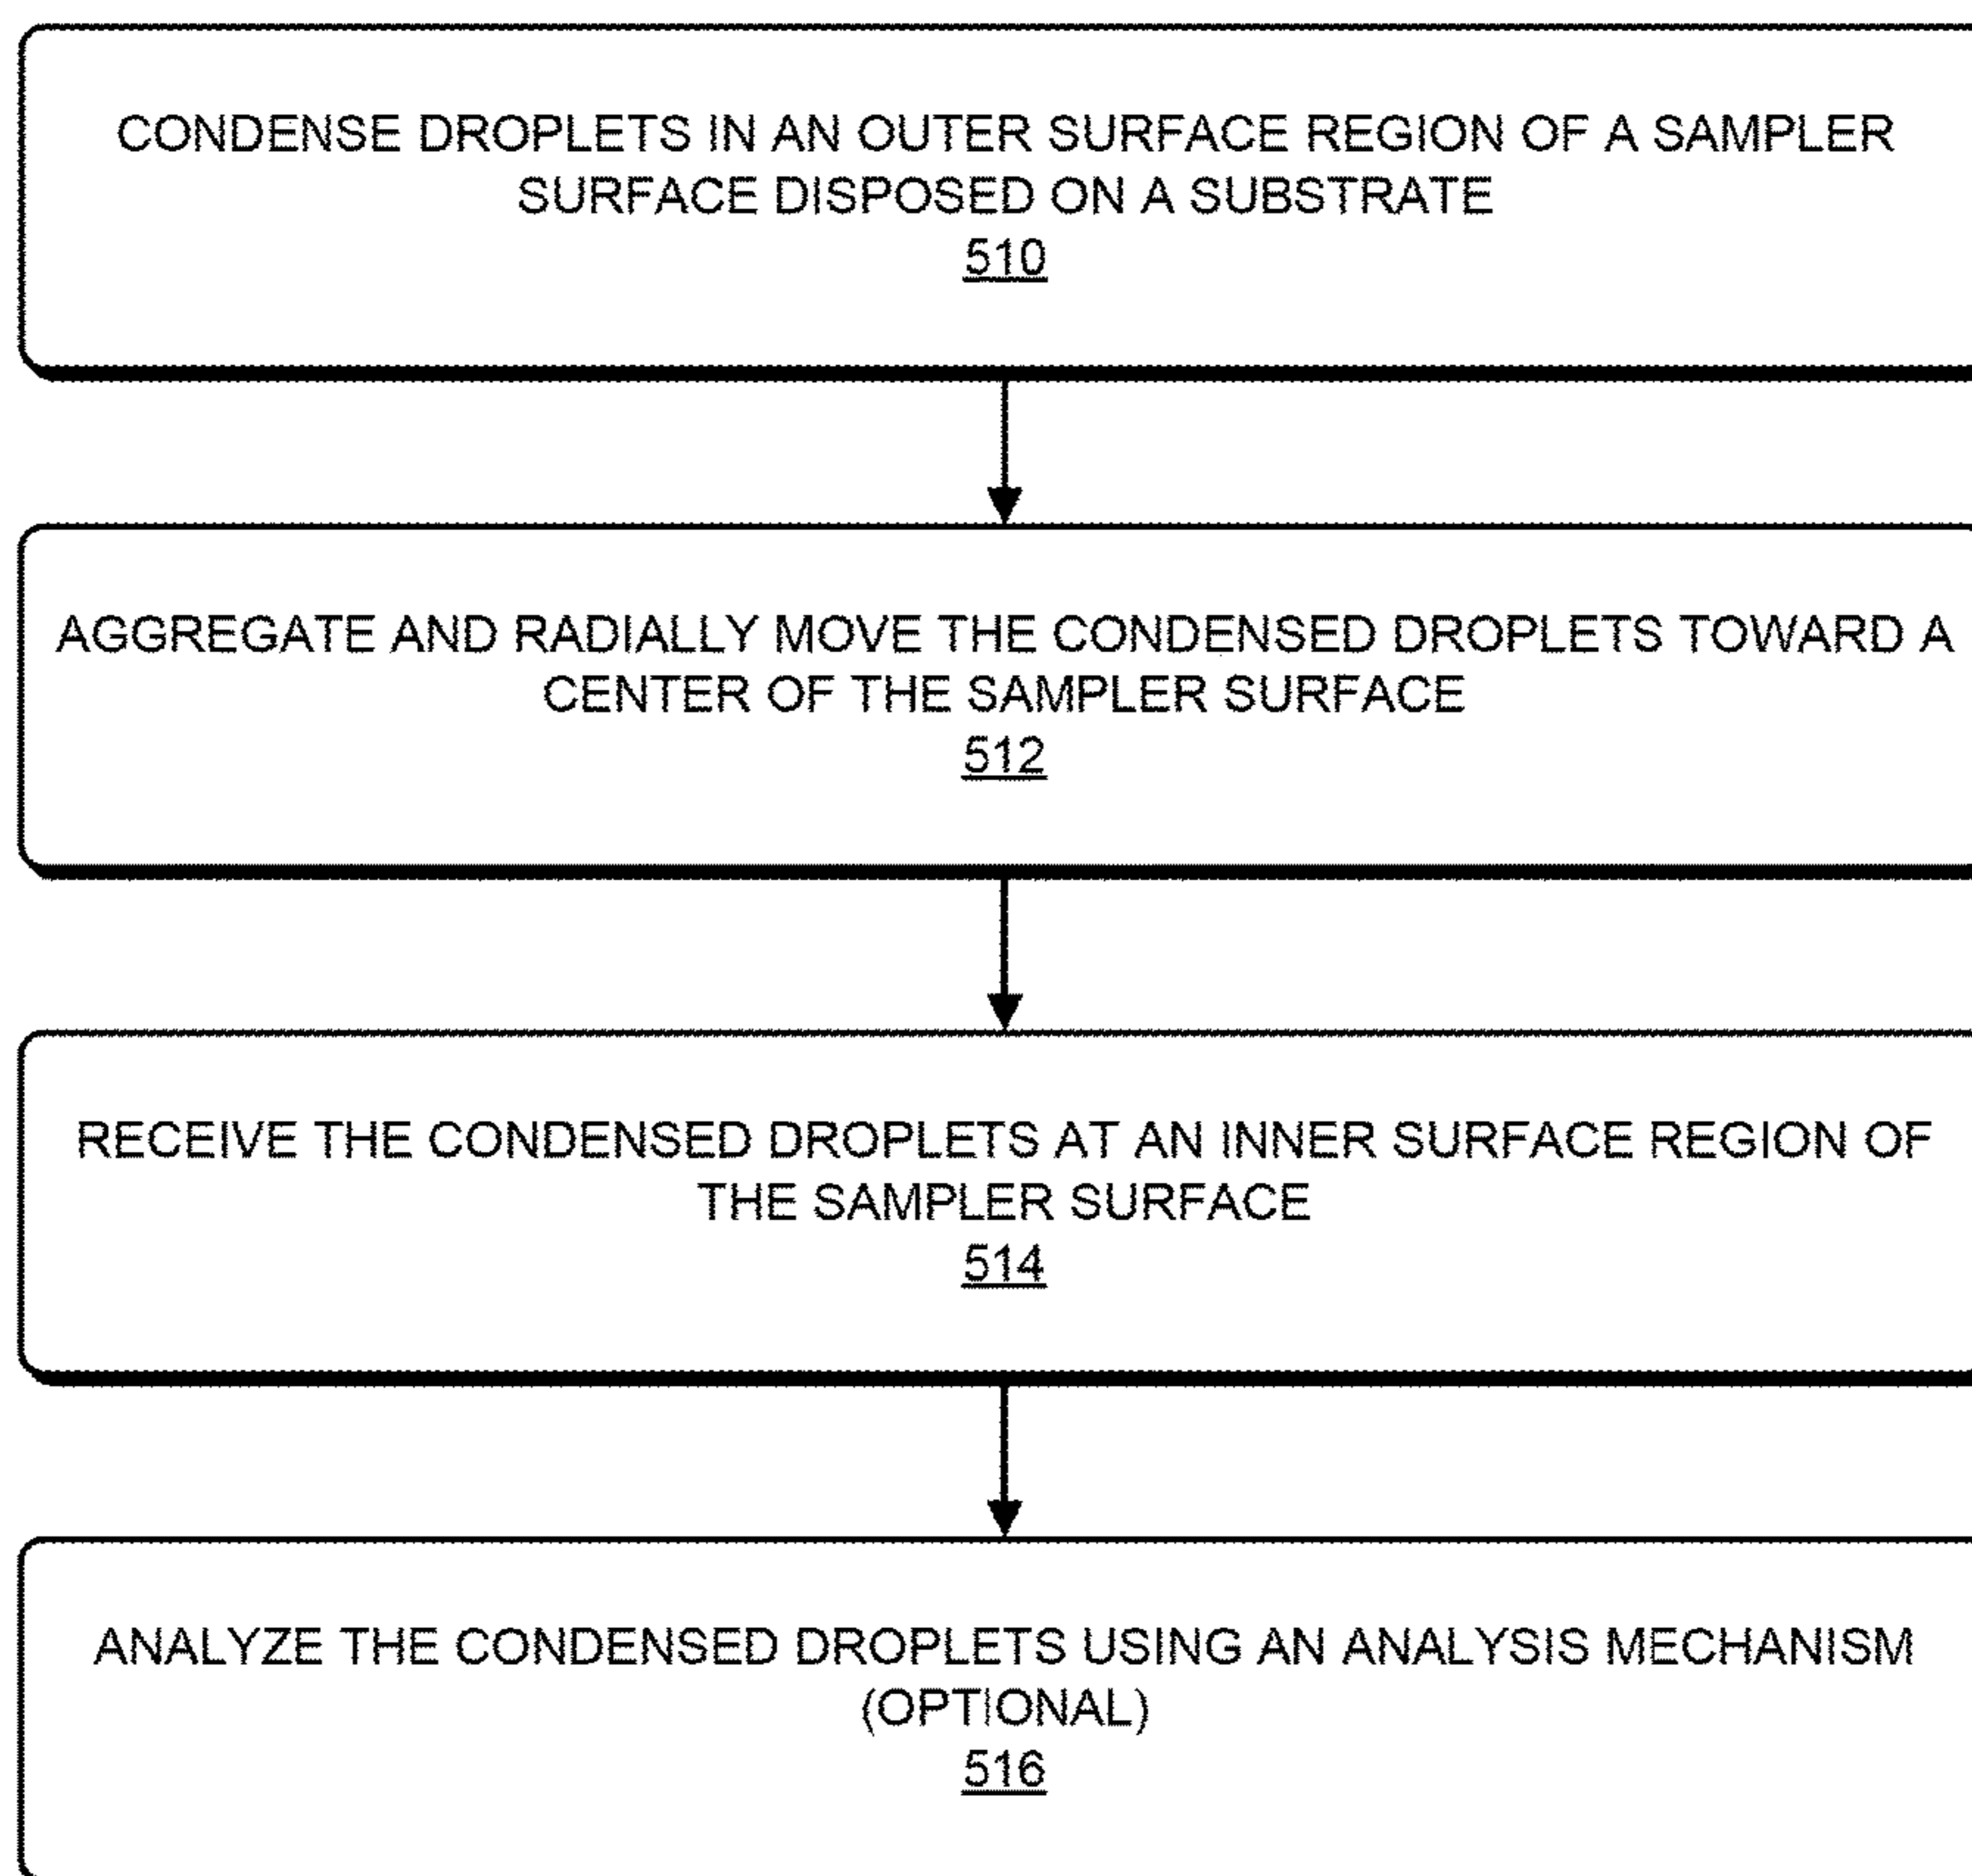 CONDENSE DROPLETS IN AN OUTER SURFACE REGION OF A SAMPLER
SURFACE DISPOSED ON A SUBSTRATE
510
AGGREGATE AND RADIALLY MOVE THE CONDENSED DROPLETS TOWARD A
CENTER OF THE SAMPLER SURFACE
512
RECEIVE THE CONDENSED DROPLETS AT AN INNER SURFACE REGION OF
THE SAMPLER SURFACE
514
ANALYZE THE CONDENSED DROPLETS USING AN ANALYSIS MECHANISM
(OPTIONAL)
516